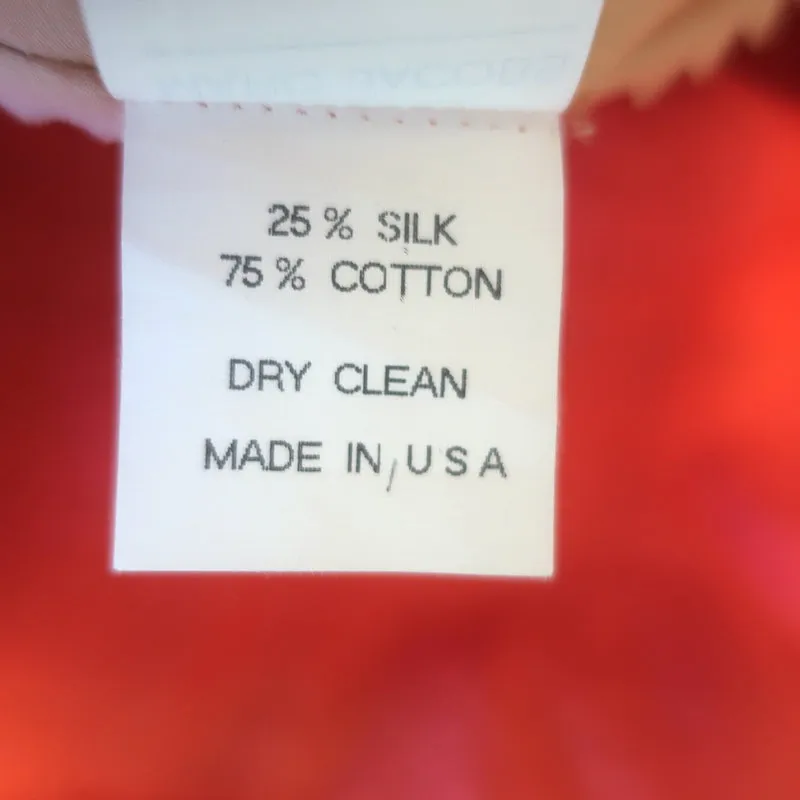 25 % SILK
75 % COTTON
DRY CLEAN
MADE IN USA